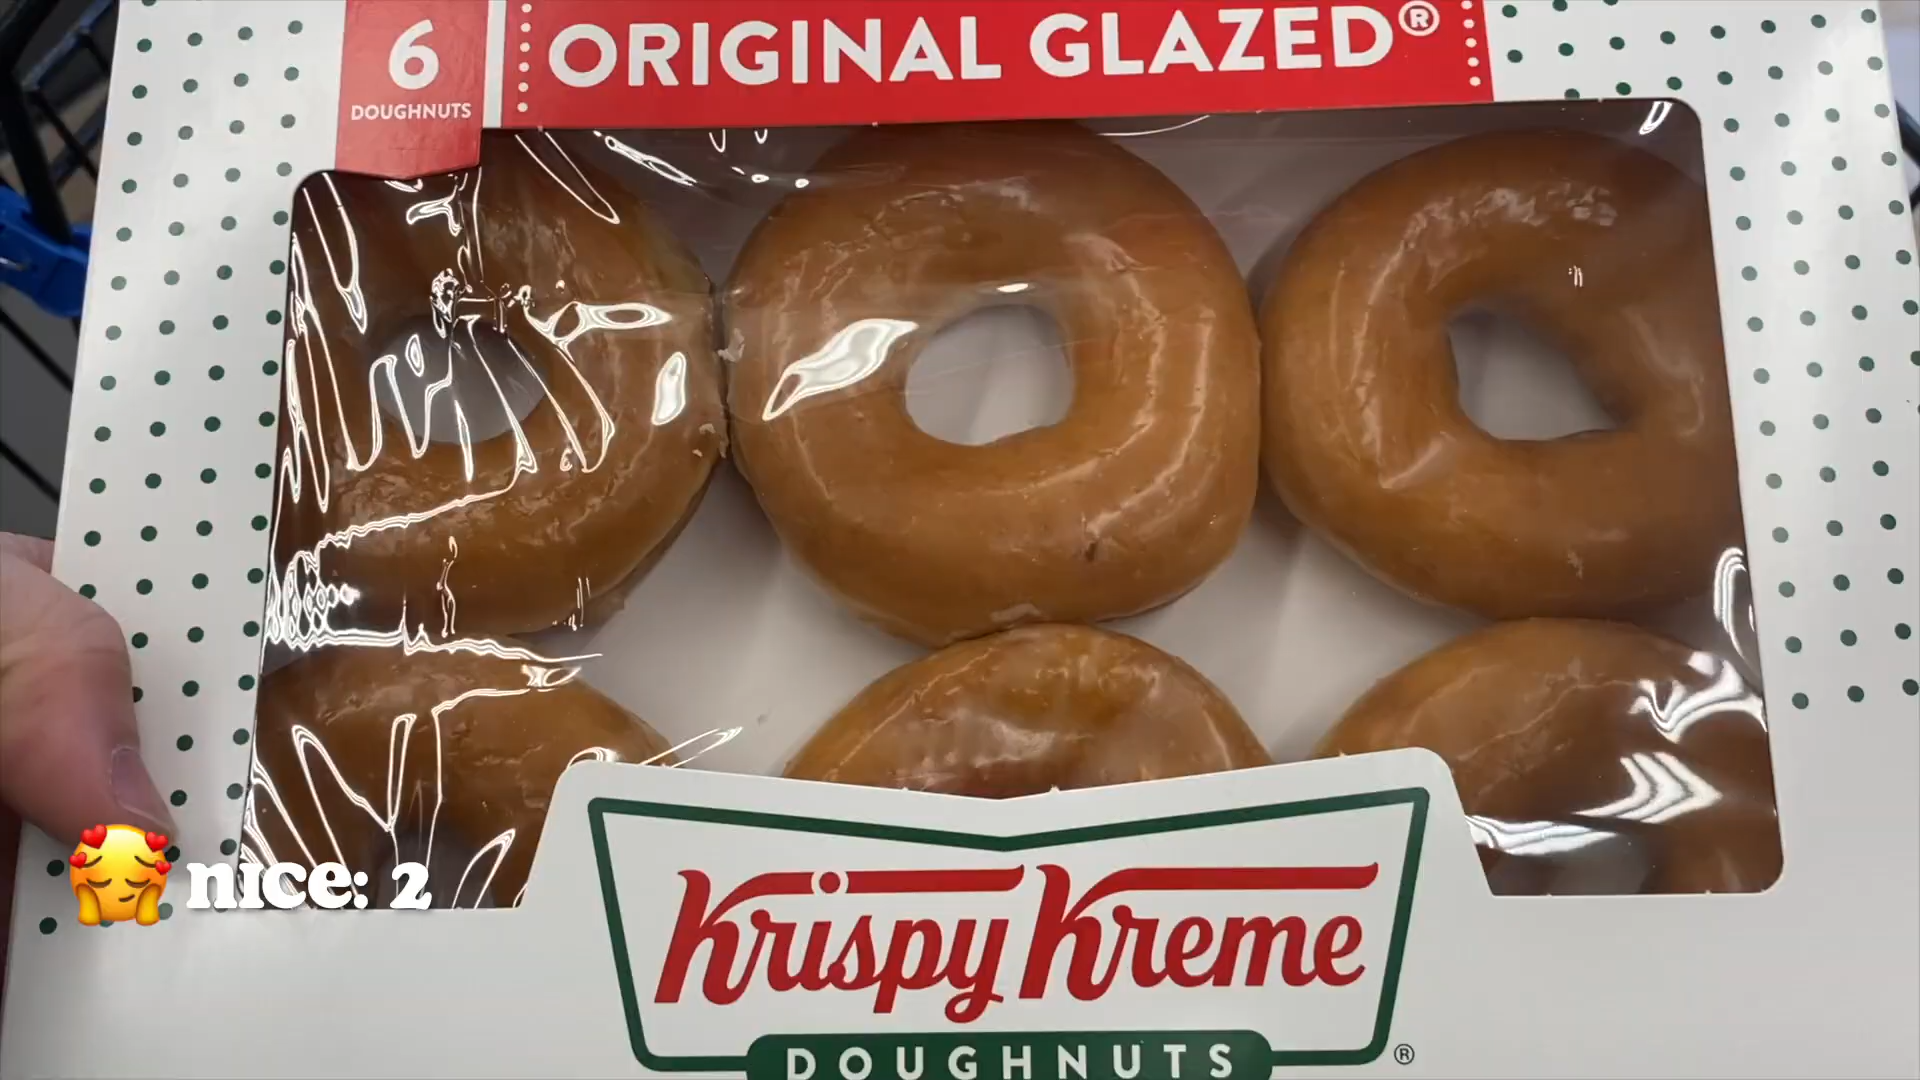 6
DOUGHNUTS
ORIGINAL GLAZED®
nice: 2
Krispy Kreme
DOUGHNUTS
®